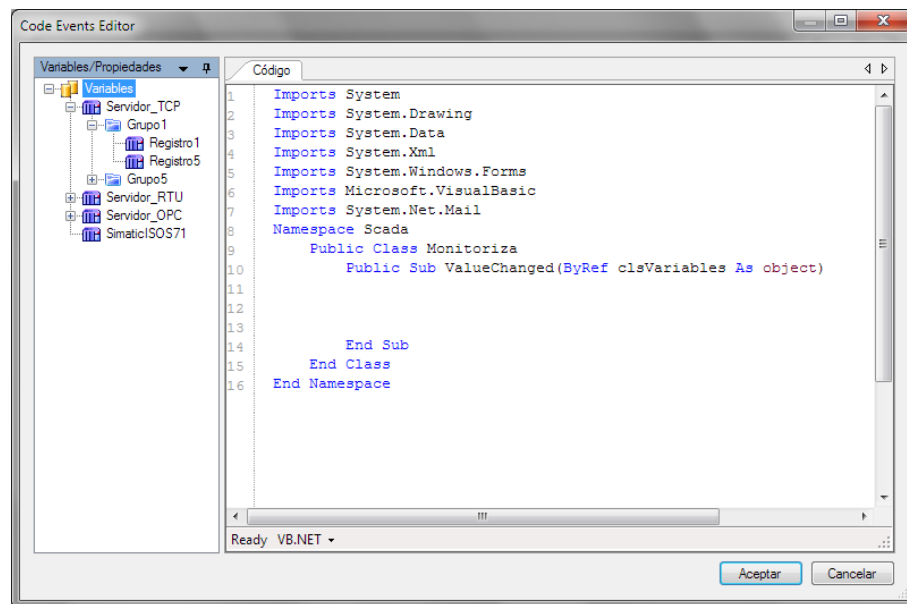 Code Events Editor
Variables/Propiedades
Variables
Servidor_TCP
Grupo1
Registro1
Registro5
Grupo5
Servidor_RTU
Servidor_OPC
SimaticISOS71
Código
1 Imports System
2 Imports System.Drawing
3 Imports System.Data
4 Imports System.Xml
5 Imports System.Windows.Forms
6 Imports Microsoft.VisualBasic
7 Imports System.Net.Mail
8 Namespace Scada
9 Public Class Monitoriza
10 Public Sub ValueChanged(ByRef clsVariables As object)
11
12
13
14 End Sub
15 End Class
16 End Namespace
Ready VB.NET
Aceptar Cancelar